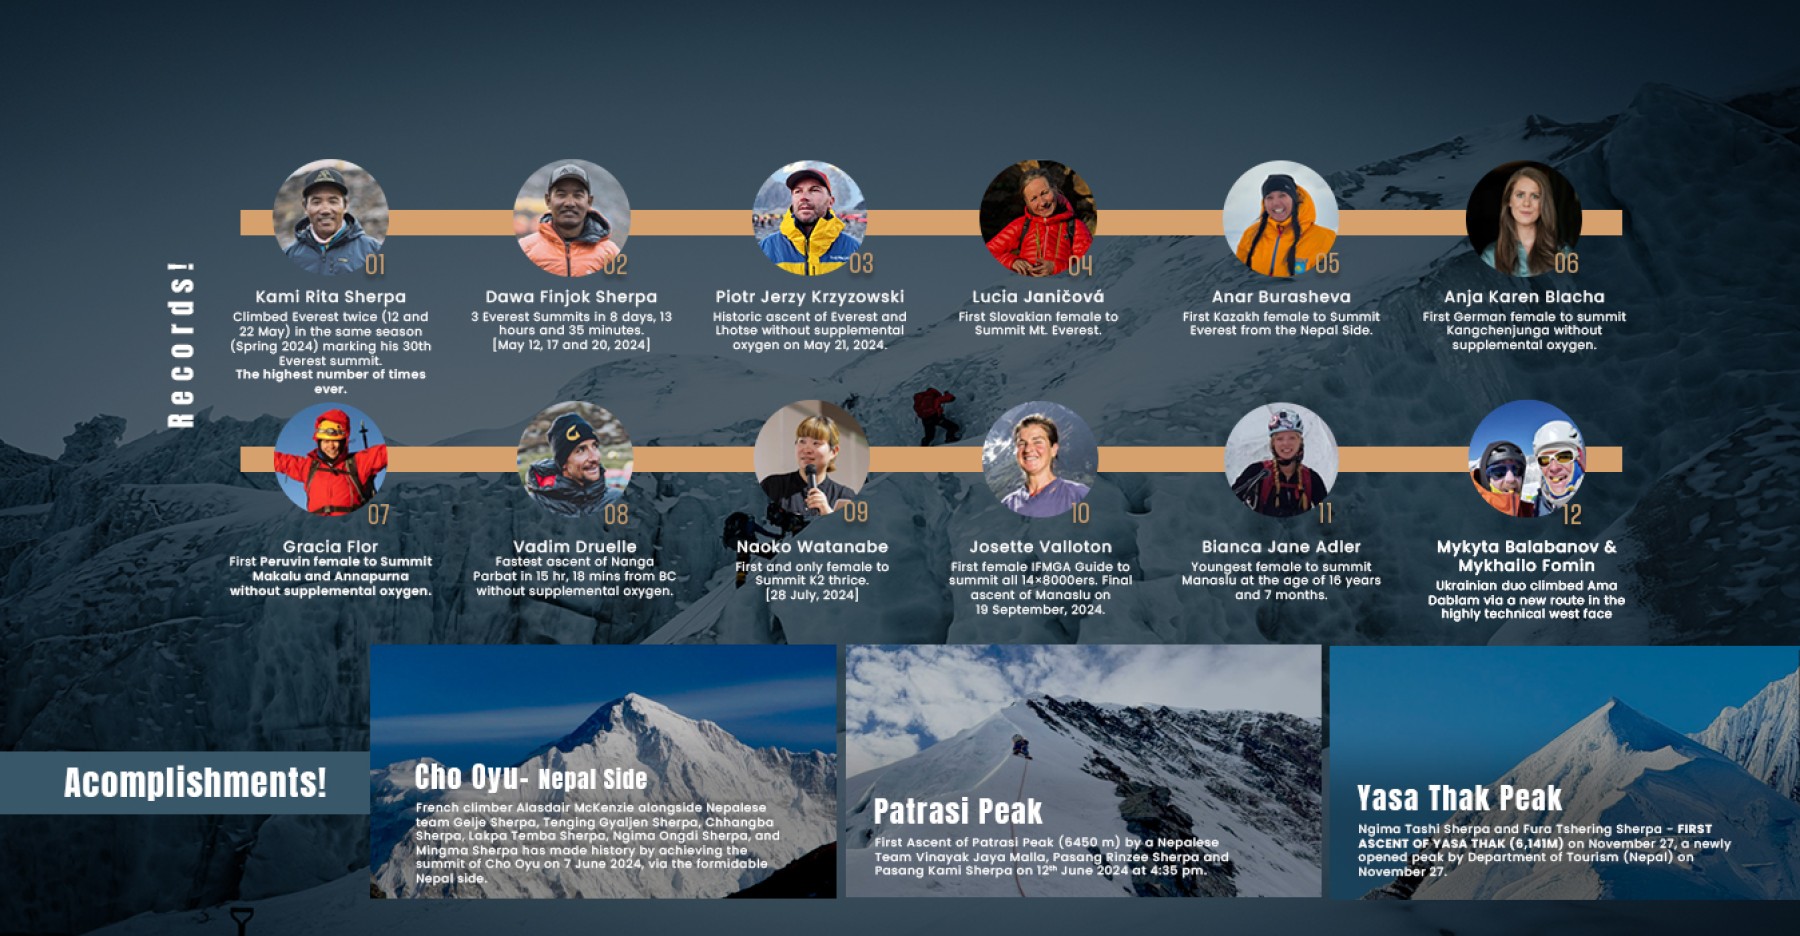 Records!
01
Kami Rita Sherpa
Climbed Everest twice (12 and
22 May) in the same season
(Spring 2024) marking his 30th
Everest summit.
The highest number of times
ever.
02
Dawa Finjok Sherpa
3 Everest Summits in 8 days, 13
hours and 35 minutes.
[May 12, 17 and 20, 2024]
03
Piotr Jerzy Krzyzowski
Historic ascent of Everest and
Lhotse without supplemental
oxygen on May 21, 2024.
04
Lucia Janičová
First Slovakian female to
Summit Mt. Everest.
05
Anar Burasheva
First Kazakh female to Summit
Everest from the Nepal Side.
06
Anja Karen Blacha
First German female to summit
Kangchenjunga without
supplemental oxygen.
07
Gracia Flor
First Peruvin female to Summit
Makalu and Annapurna
without supplemental oxygen.
08
Vadim Druelle
Fastest ascent of Nanga
Parbat in 15 hr, 18 mins from BC
without supplemental oxygen.
09
Naoko Watanabe
First and only female to
Summit K2 thrice.
[28 July, 2024]
10
Josette Valloton
First female IFMGA Guide to
summit all 14×8000ers. Final
ascent of Manaslu on
19 September, 2024.
11
Bianca Jane Adler
Youngest female to summit
Manaslu at the age of 16 years
and 7 months.
12
Mykyta Balabanov &
Mykhailo Fomin
Ukrainian duo climbed Ama
Dablam via a new route in the
highly technical west face
Acomplishments!
Cho Oyu- Nepal Side
French climber Alasdair McKenzie alongside Nepalese
team Gelje Sherpa, Tenging Gyaljen Sherpa, Chhangba
Sherpa, Lakpa Temba Sherpa, Ngima Ongdi Sherpa, and
Mingma Sherpa has made history by achieving the
summit of Cho Oyu on 7 June 2024, via the formidable
Nepal side.
Patrasi Peak
First Ascent of Patrasi Peak (6450 m) by a Nepalese
Team Vinayak Jaya Malla, Pasang Rinzee Sherpa and
Pasang Kami Sherpa on 12th June 2024 at 4:35 pm.
Yasa Thak Peak
Ngima Tashi Sherpa and Fura Tshering Sherpa - FIRST
ASCENT OF YASA THAK (6,141M) on November 27, a newly
opened peak by Department of Tourism (Nepal) on
November 27.